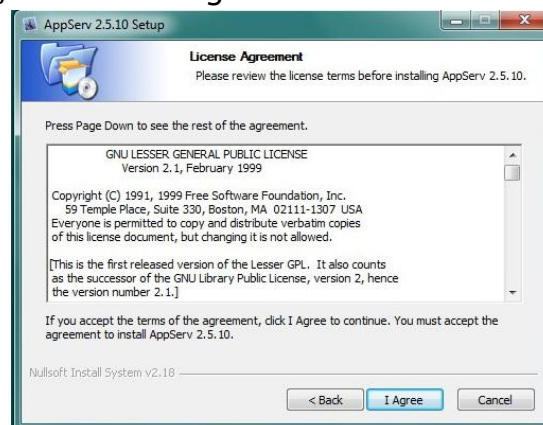 AppServ 2.5.10 Setup
License Agreement
Please review the license terms before installing AppServ 2.5.10.
Press Page Down to see the rest of the agreement.
GNU LESSER GENERAL PUBLIC LICENSE
Version 2.1, February 1999
Copyright (C) 1991, 1999 Free Software Foundation, Inc.
59 Temple Place, Suite 330, Boston, MA 02111-1307 USA
Everyone is permitted to copy and distribute verbatim copies
of this license document, but changing it is not allowed.
[This is the first released version of the Lesser GPL. It also counts
as the successor of the GNU Library Public License, version 2, hence
the version number 2.1.]
If you accept the terms of the agreement, click I Agree to continue. You must accept the
agreement to install AppServ 2.5.10.
Nullsoft Install System v2.18
< Back I Agree Cancel